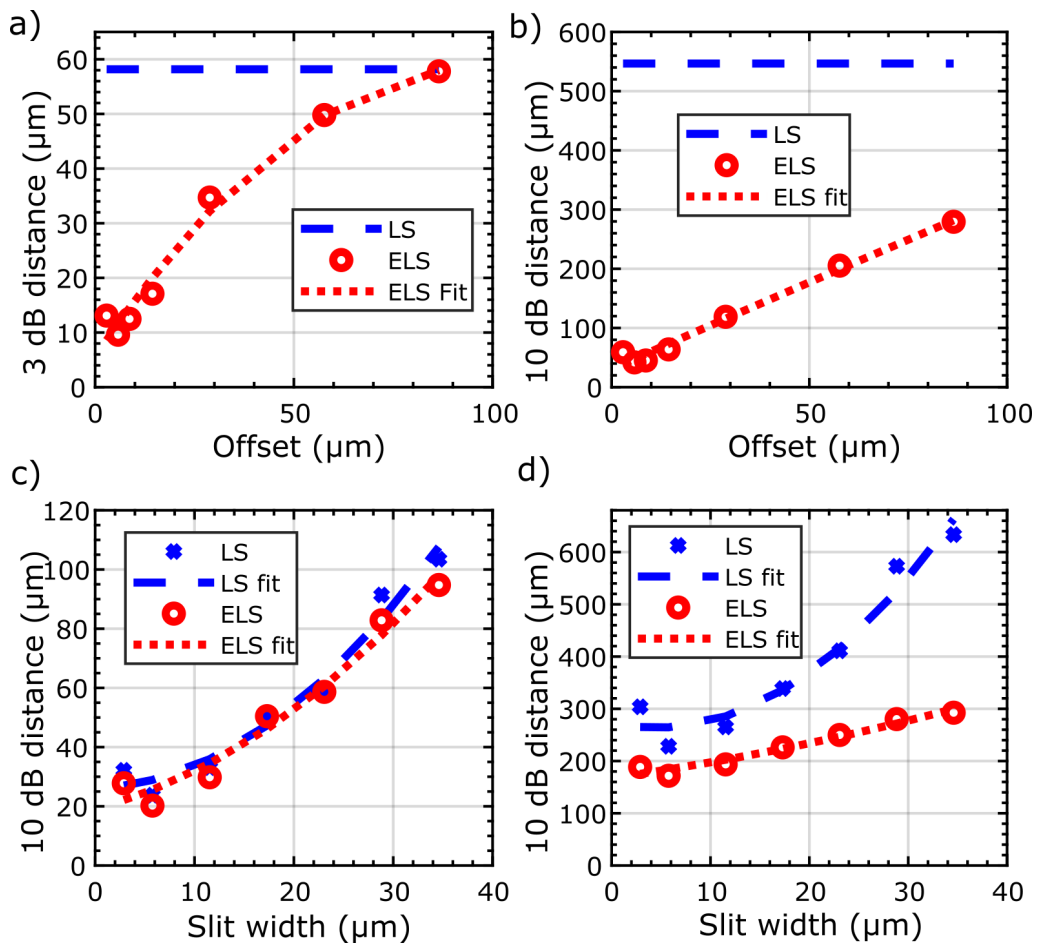 a)
3 dB distance (µm)
60
50
40
30
20
10
0
LS
ELS
ELS Fit
0
50
100
Offset (µm)
b)
10 dB distance (µm)
600
500
400
300
200
100
0
LS
ELS
ELS fit
0
50
100
Offset (µm)
c)
10 dB distance (µm)
120
100
80
60
40
20
0
LS
LS fit
ELS
ELS fit
0
10
20
30
40
Slit width (µm)
d)
10 dB distance (µm)
600
500
400
300
200
100
0
LS
LS fit
ELS
ELS fit
0
10
20
30
40
Slit width (µm)